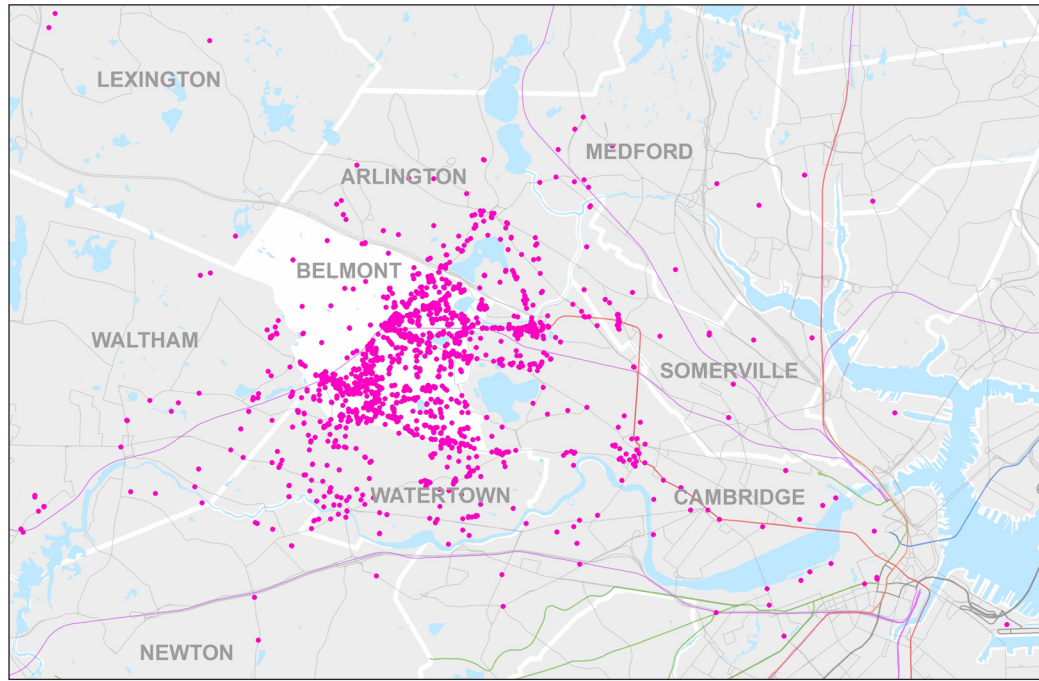 LEXINGTON
MEDFORD
ARLINGTON
BELMONT
WALTHAM
SOMERVILLE
WATERTOWN
CAMBRIDGE
NEWTON